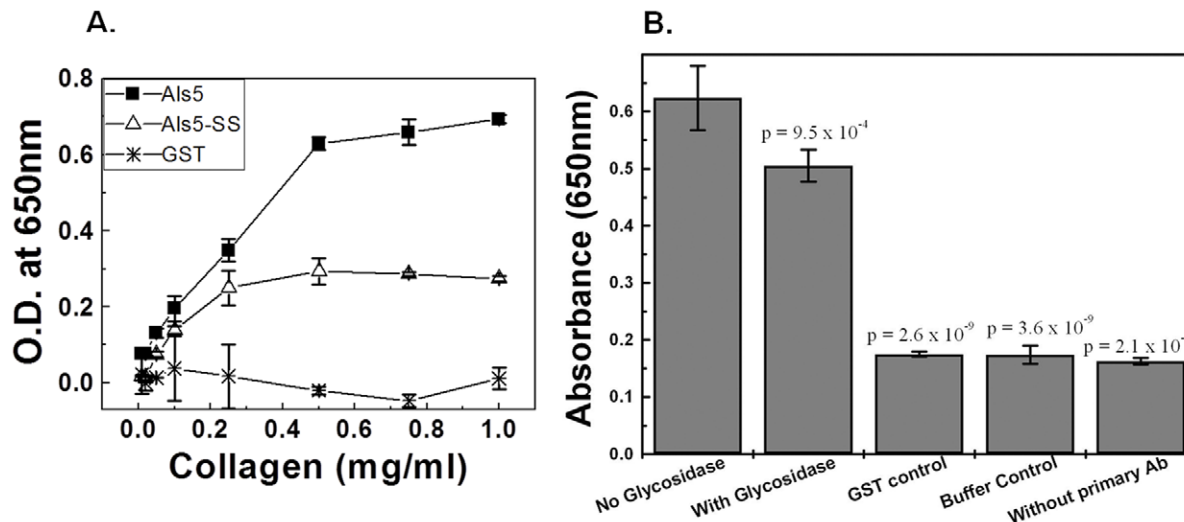 A.
0.8
0.6
0.4
0.2
0.0
O.D. at 650nm
Als5
Als5-SS
GST
0.0 0.2 0.4 0.6 0.8 1.0
Collagen (mg/ml)
B.
0.6
0.5
0.4
0.3
0.2
0.1
0.0
Absorbance (650nm)
p = 9.5 x 10⁻⁴
p = 2.6 x 10⁻⁹
p = 3.6 x 10⁻⁹
p = 2.1 x 10⁻
No Glycosidase
With Glycosidase
GST control
Buffer Control
Without primary Ab